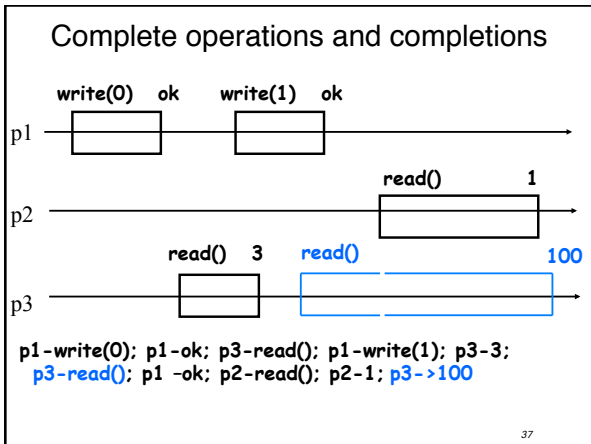 Complete operations and completions
write(0) ok write(1) ok
p1
read() 1
p2
read() 3 read() 100
p3
p1-write(0); p1-ok; p3-read(); p1-write(1); p3-3;
p3-read(); p1 –ok; p2-read(); p2-1; p3->100
37